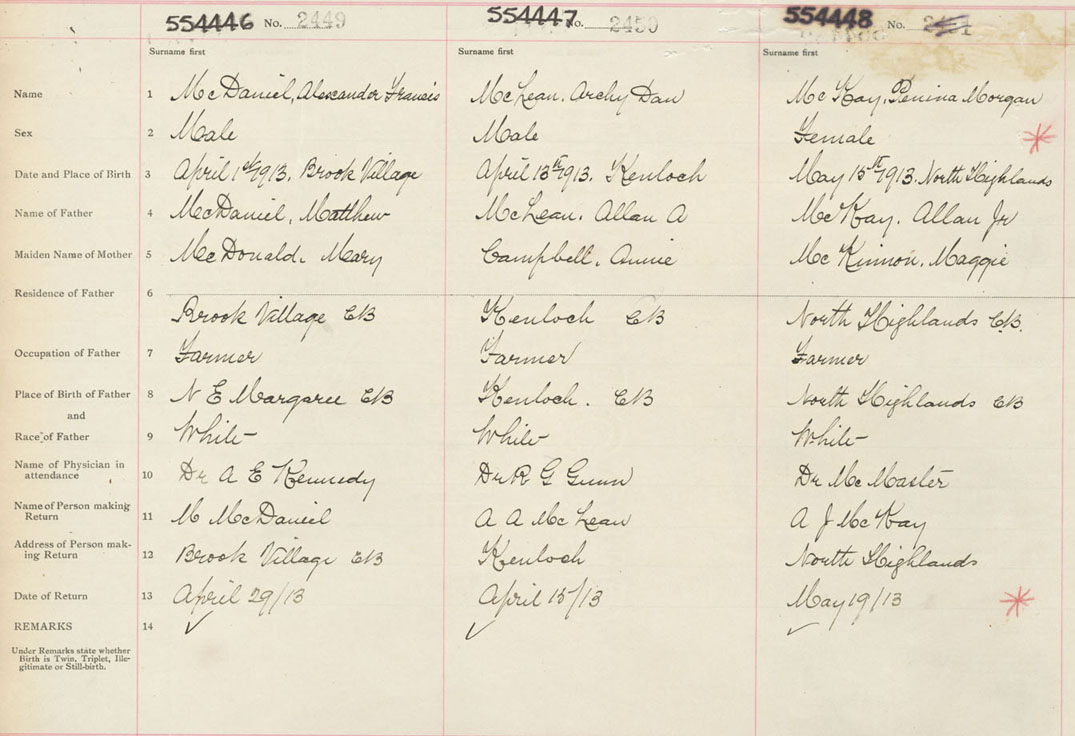 554446 No. 2449 554447 No. 2450 554448 No. 2451
Surname first Surname first Surname first
Name 1 McDaniel, Alexander Francis McLean. Archy Dan McKay, Penina Morgan
Sex 2 Male Male Female
Date and Place of Birth 3 April 1st 1913. Brook Village April 13th 1913. Kenloch May 15th 1913. North Highlands
Name of Father 4 McDaniel, Matthew McLean. Allan A McKay. Allan Jr
Maiden Name of Mother 5 McDonald. Mary Campbell. Annie McKinnon. Maggie
Residence of Father 6
Brook Village CB Kenloch CB North Highlands C.B.
Occupation of Father 7 Farmer Farmer Farmer
Place of Birth of Father 8 N E Margaree CB Kenloch. CB North Highlands CB
and
Race of Father 9 White White White
Name of Physician in
attendance 10 Dr A E Kennedy Dr R G Gunn Dr McMaster
Name of Person making
Return 11 M McDaniel A A McLean A J McKay
Address of Person mak-
ing Return 12 Brook Village CB Kenloch North Highlands
Date of Return 13 April 29/13 April 15/13 May 19/13
REMARKS 14
Under Remarks state whether
Birth is Twin, Triplet, Ille-
gitimate or Still-birth.